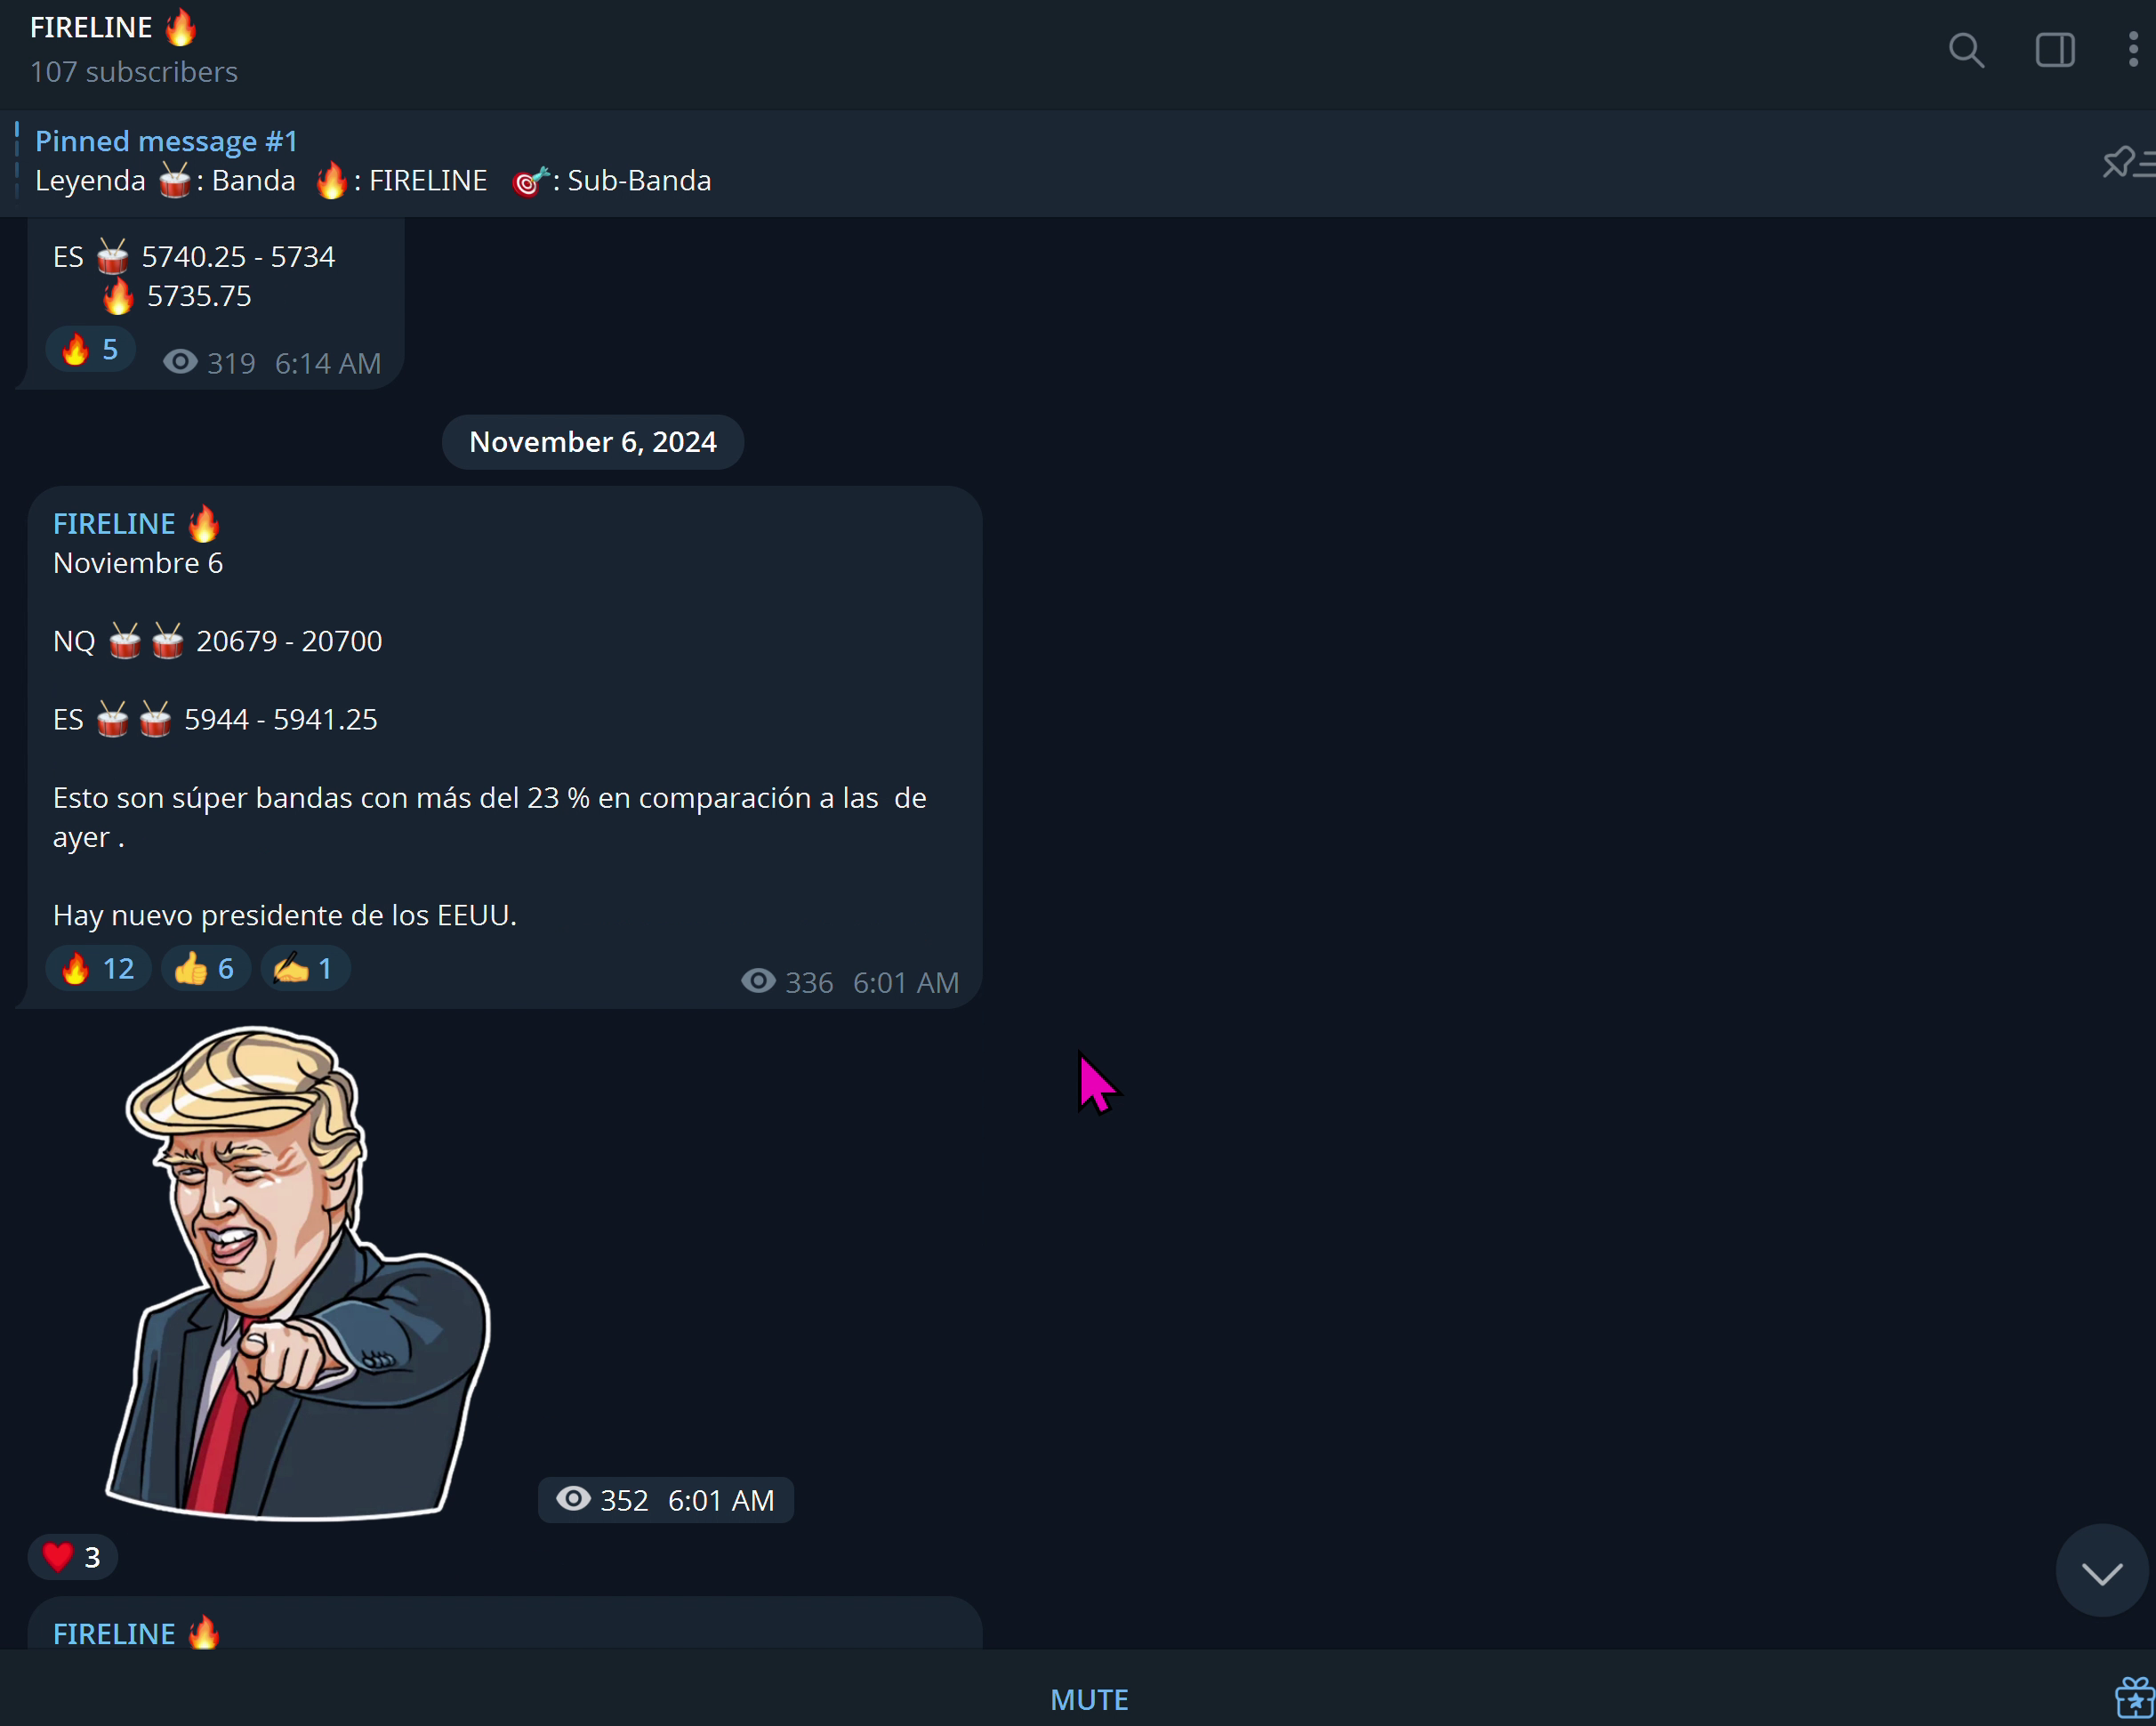 FIRELINE 🔥
107 subscribers
Pinned message #1
Leyenda 🥁: Banda 🔥: FIRELINE 🎯: Sub-Banda
ES 🥁 5740.25 - 5734
🔥 5735.75
🔥 5 319 6:14 AM
November 6, 2024
FIRELINE 🔥
Noviembre 6
NQ 🥁 🥁 20679 - 20700
ES 🥁 🥁 5944 - 5941.25
Esto son súper bandas con más del 23 % en comparación a las  de
ayer .
Hay nuevo presidente de los EEUU.
🔥 12 👍 6 ✍ 1 336 6:01 AM
352 6:01 AM
❤ 3
FIRELINE 🔥
MUTE